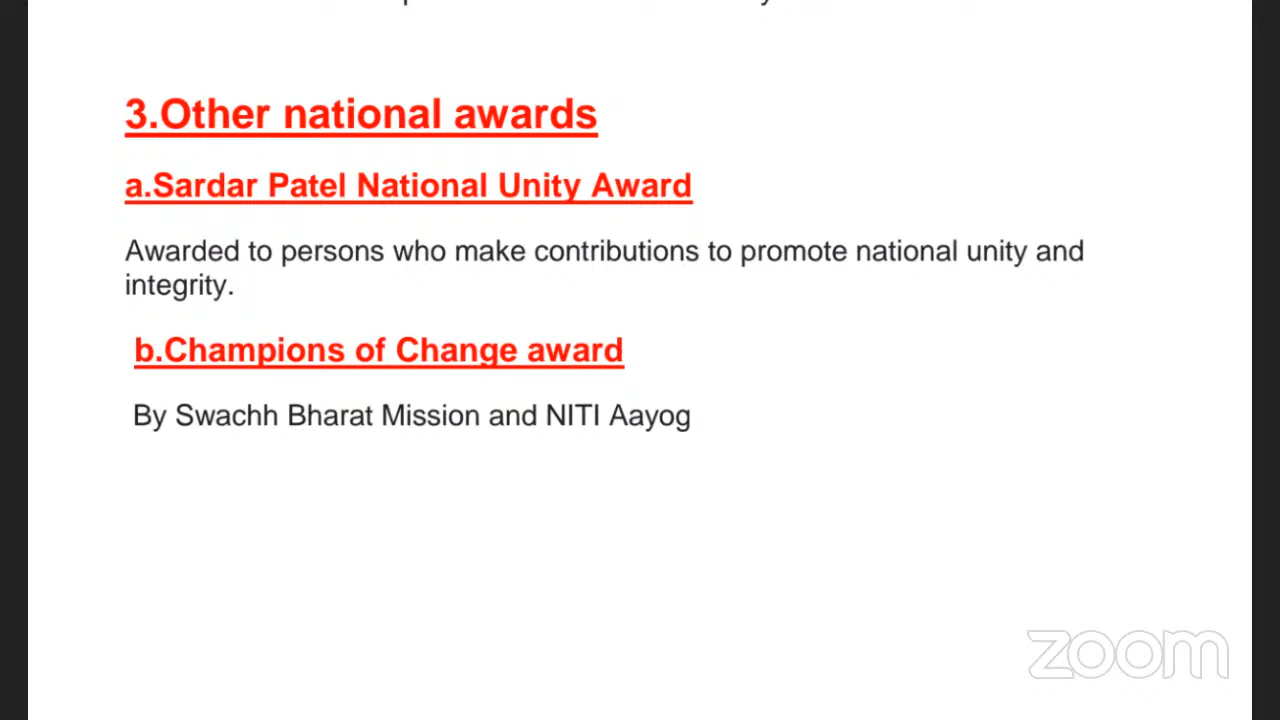 3.Other national awards
a.Sardar Patel National Unity Award
Awarded to persons who make contributions to promote national unity and
integrity.
b.Champions of Change award
By Swachh Bharat Mission and NITI Aayog
zoom